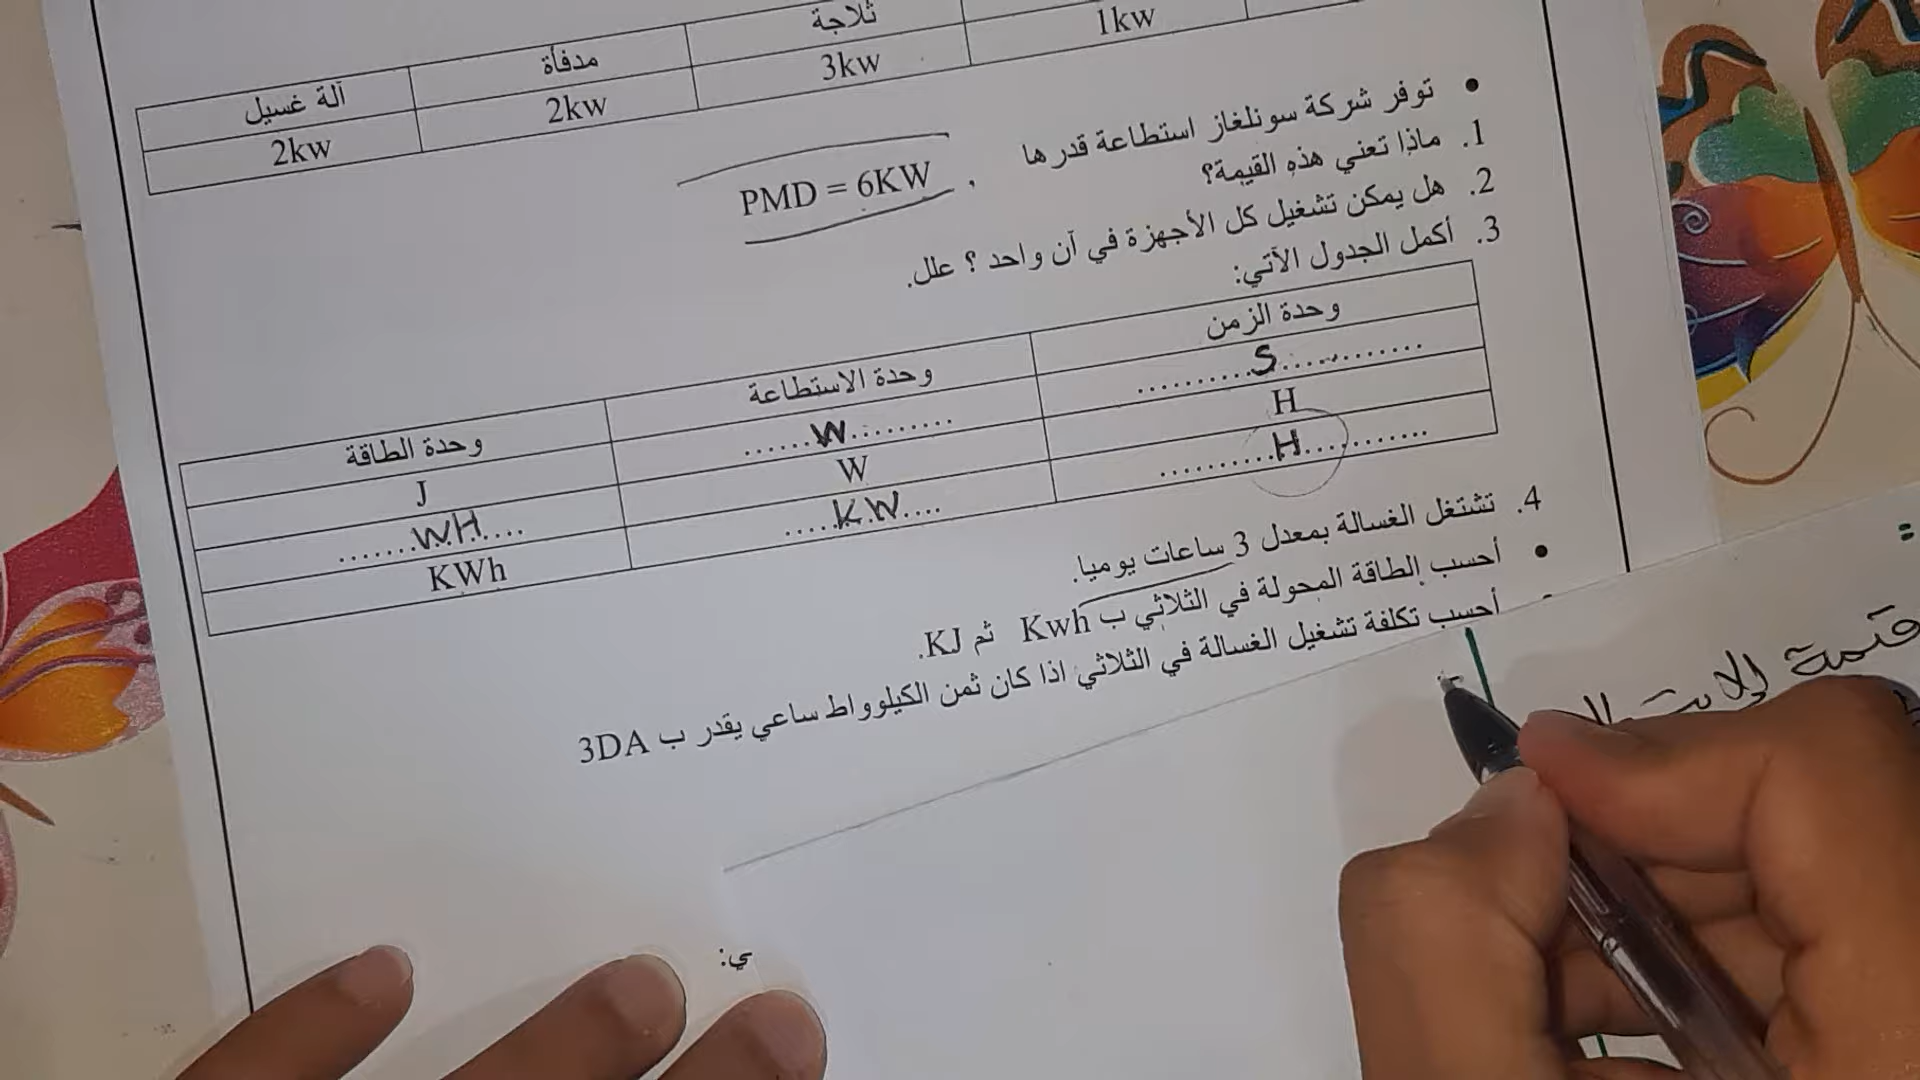 ثلاجة مدفأة آلة غسيل
1kw 3kw 2kw 2kw
• توفر شركة سونلغاز استطاعة قدرها PMD = 6KW ,
1. ماذا تعني هذه القيمة؟
2. هل يمكن تشغيل كل الأجهزة في آن واحد ؟ علل.
3. أكمل الجدول الآتي:
وحدة الزمن وحدة الاستطاعة وحدة الطاقة
..........S.............. ......W......... J
H W .......WH....
..........H........... .....KW.... KWh
4. تشتغل الغسالة بمعدل 3 ساعات يوميا.
• أحسب الطاقة المحولة في الثلاثي ب Kwh ثم KJ.
أحسب تكلفة تشغيل الغسالة في الثلاثي اذا كان ثمن الكيلوواط ساعي يقدر ب 3DA
ي: